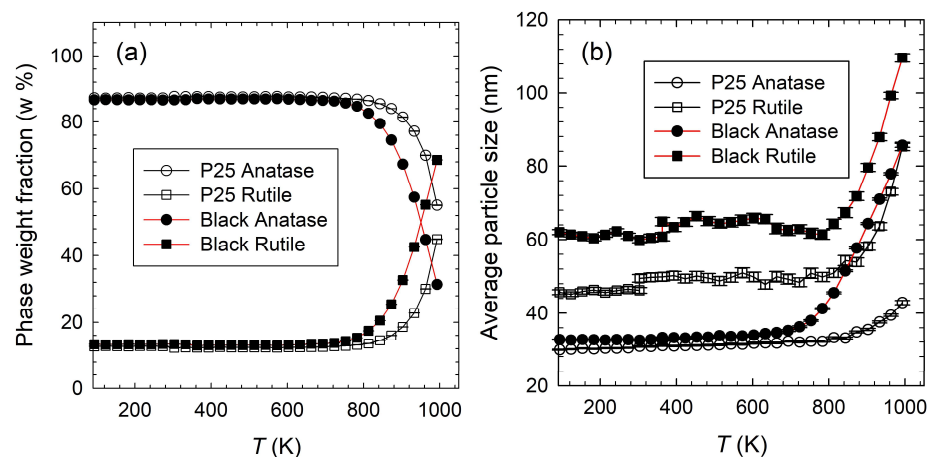 (a)
Phase weight fraction (w %)
100
80
60
40
20
0
P25 Anatase
P25 Rutile
Black Anatase
Black Rutile
200 400 600 800 1000
T (K)
(b)
Average particle size (nm)
120
100
80
60
40
20
P25 Anatase
P25 Rutile
Black Anatase
Black Rutile
200 400 600 800 1000
T (K)